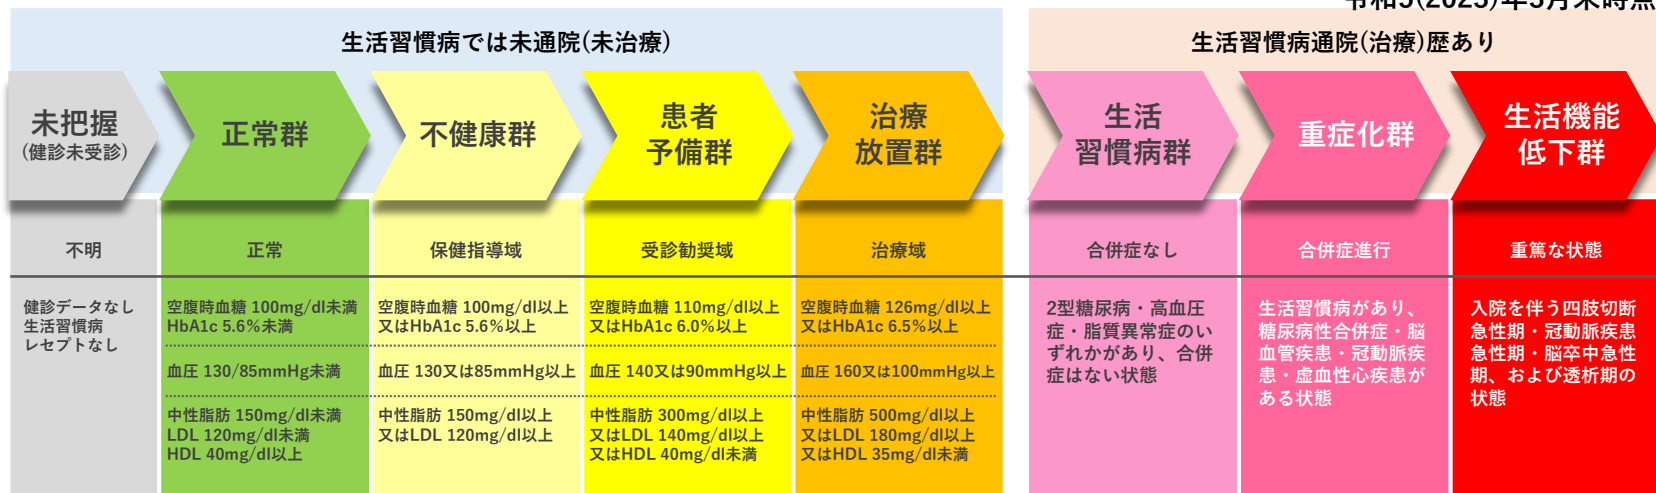 令和5(2023)年3月末時点
生活習慣病では未通院(未治療)
生活習慣病通院(治療)歴あり
未把握
(健診未受診)
正常群
不健康群
患者
予備群
治療
放置群
生活
習慣病群
重症化群
生活機能
低下群
不明
正常
保健指導域
受診勧奨域
治療域
合併症なし
合併症進行
重篤な状態
健診データなし
生活習慣病
レセプトなし
空腹時血糖 100mg/dl未満
HbA1c 5.6%未満
血圧 130/85mmHg未満
中性脂肪 150mg/dl未満
LDL 120mg/dl未満
HDL 40mg/dl以上
空腹時血糖 100mg/dl以上
又はHbA1c 5.6%以上
血圧 130又は85mmHg以上
中性脂肪 150mg/dl以上
又はLDL 120mg/dl以上
空腹時血糖 110mg/dl以上
又はHbA1c 6.0%以上
血圧 140又は90mmHg以上
中性脂肪 300mg/dl以上
又はLDL 140mg/dl以上
又はHDL 40mg/dl未満
空腹時血糖 126mg/dl以上
又はHbA1c 6.5%以上
血圧 160又は100mmHg以上
中性脂肪 500mg/dl以上
又はLDL 180mg/dl以上
又はHDL 35mg/dl未満
2型糖尿病・高血圧
症・脂質異常症のい
ずれかがあり、合併
症はない状態
生活習慣病があり、
糖尿病性合併症・脳
血管疾患・冠動脈疾
患・虚血性心疾患が
ある状態
入院を伴う四肢切断
急性期・冠動脈疾患
急性期・脳卒中急性
期、および透析期の
状態